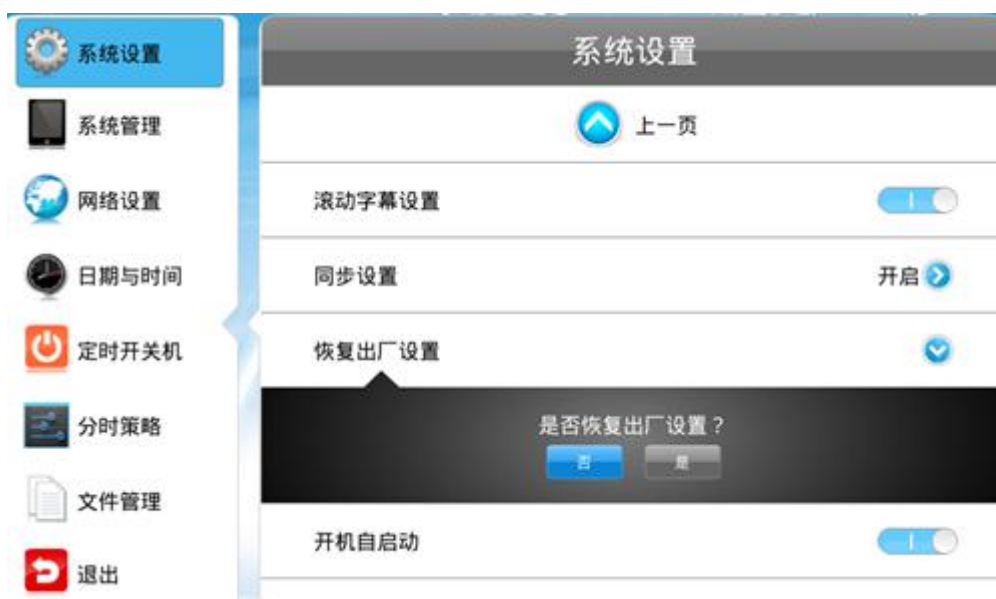 系统设置
系统管理
网络设置
日期与时间
定时开关机
分时策略
文件管理
退出
系统设置
上一页
滚动字幕设置
同步设置 开启
恢复出厂设置
是否恢复出厂设置？
否 是
开机自启动